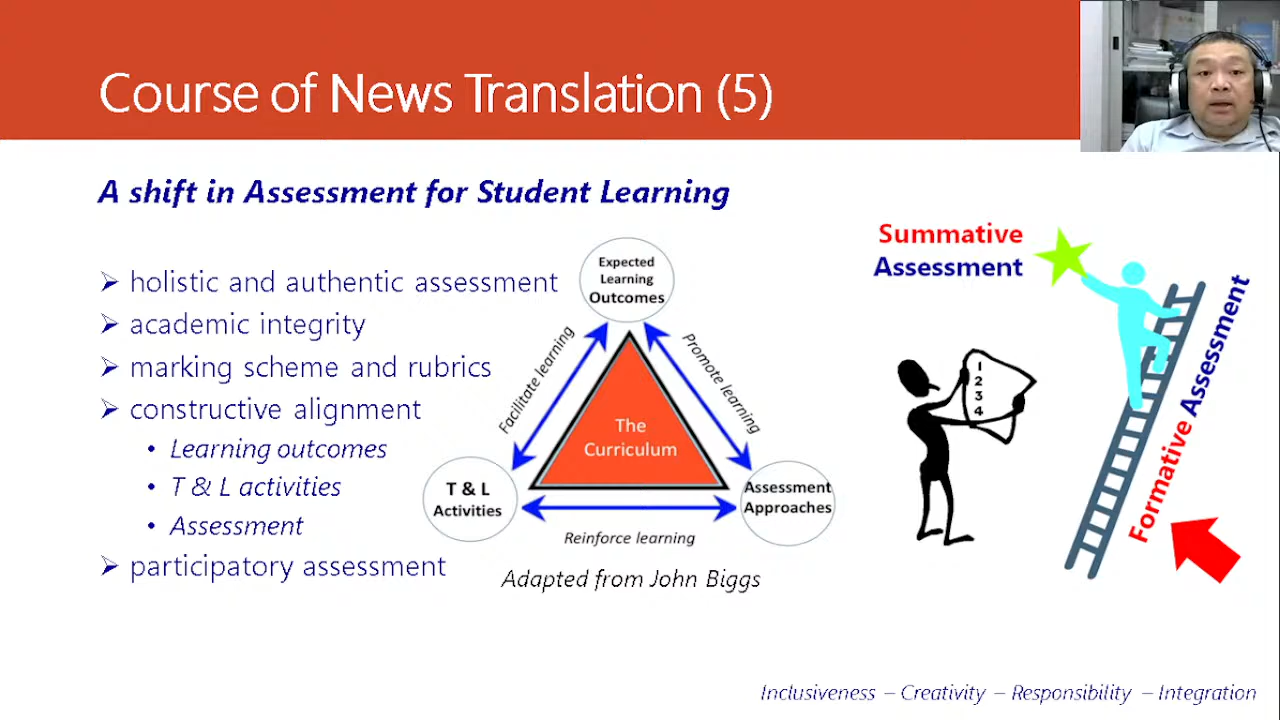 Course of News Translation (5)
A shift in Assessment for Student Learning
holistic and authentic assessment
academic integrity
marking scheme and rubrics
constructive alignment
Learning outcomes
T & L activities
Assessment
participatory assessment
Expected
Learning
Outcomes
Facilitate learning
Promote learning
The
Curriculum
T & L
Activities
Assessment
Approaches
Reinforce learning
Adapted from John Biggs
Summative
Assessment
1
2
3
4
Formative Assessment
Inclusiveness – Creativity – Responsibility – Integration